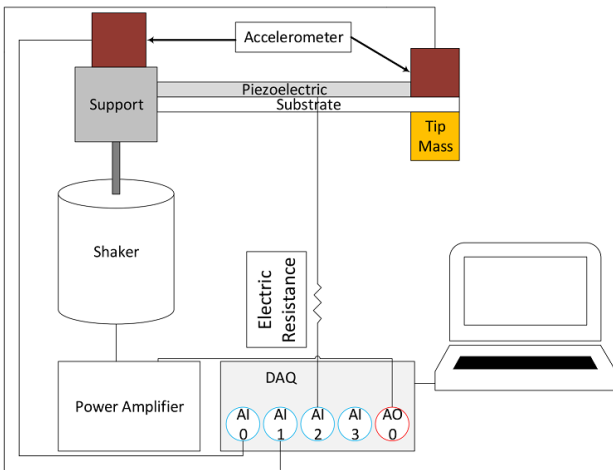 Accelerometer
Piezoelectric
Substrate
Support
Tip
Mass
Shaker
Electric
Resistance
DAQ
Power Amplifier
AI
0
AI
1
AI
2
AI
3
AO
0